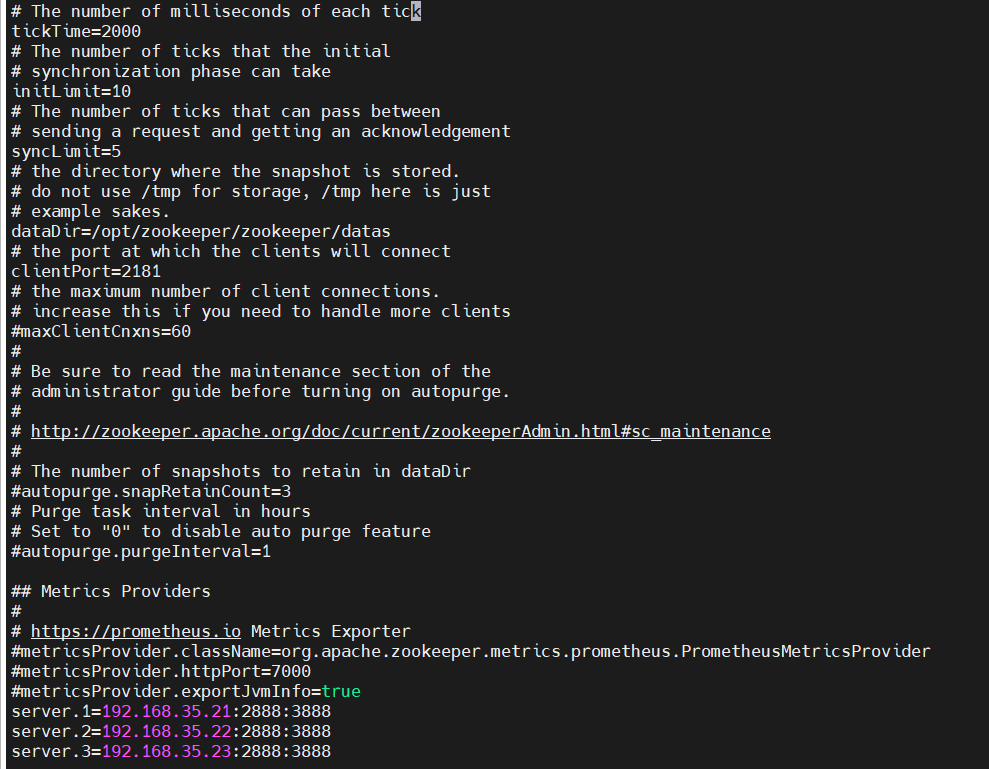 # The number of milliseconds of each tick
tickTime=2000
# The number of ticks that the initial
# synchronization phase can take
initLimit=10
# The number of ticks that can pass between
# sending a request and getting an acknowledgement
syncLimit=5
# the directory where the snapshot is stored.
# do not use /tmp for storage, /tmp here is just
# example sakes.
dataDir=/opt/zookeeper/zookeeper/datas
# the port at which the clients will connect
clientPort=2181
# the maximum number of client connections.
# increase this if you need to handle more clients
#maxClientCnxns=60
#
# Be sure to read the maintenance section of the
# administrator guide before turning on autopurge.
#
# http://zookeeper.apache.org/doc/current/zookeeperAdmin.html#sc_maintenance
#
# The number of snapshots to retain in dataDir
#autopurge.snapRetainCount=3
# Purge task interval in hours
# Set to "0" to disable auto purge feature
#autopurge.purgeInterval=1

## Metrics Providers
#
# https://prometheus.io Metrics Exporter
#metricsProvider.className=org.apache.zookeeper.metrics.prometheus.PrometheusMetricsProvider
#metricsProvider.httpPort=7000
#metricsProvider.exportJvmInfo=true
server.1=192.168.35.21:2888:3888
server.2=192.168.35.22:2888:3888
server.3=192.168.35.23:2888:3888